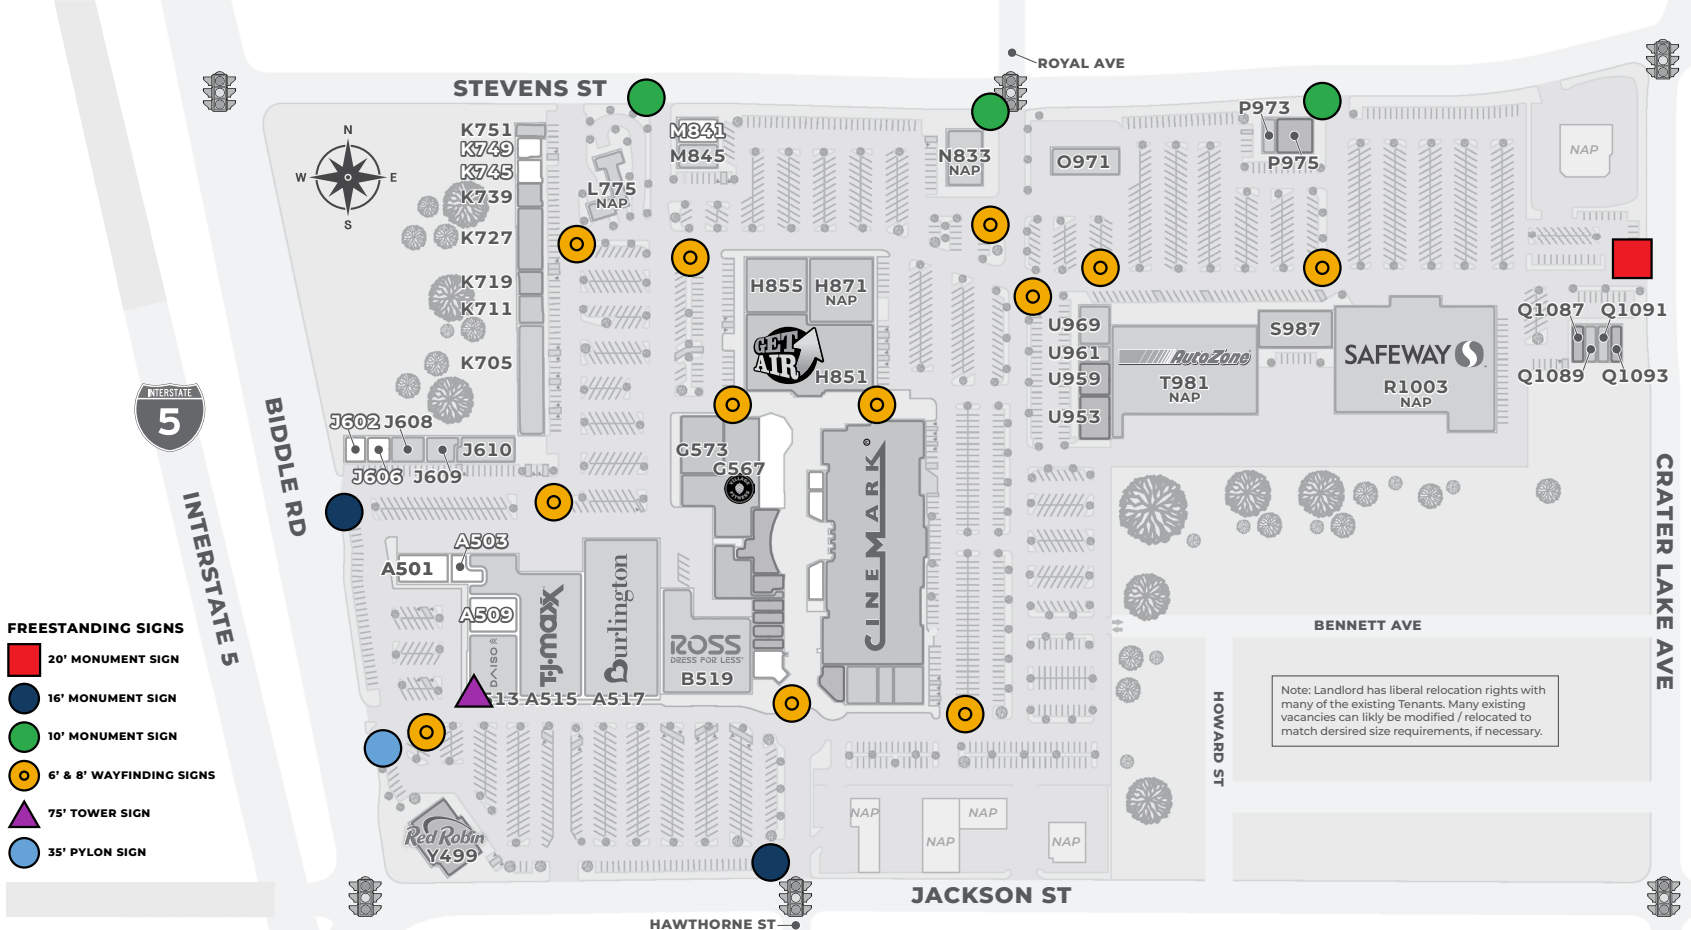 ROYAL AVE
STEVENS ST
N
W
E
S
K751
K749
K745
K739
K727
K719
K711
K705
L775
NAP
M841
M845
N833
NAP
O971
P973
P975
NAP
H855
H871
NAP
GET
AIR
H851
U969
U961
U959
U953
AutoZone
T981
NAP
S987
SAFEWAY
R1003
NAP
Q1087
Q1091
Q1089
Q1093
INTERSTATE
5
BIDDLE RD
INTERSTATE 5
J602
J608
J610
J606
J609
G573
G567
CINEMARK
A503
A501
A509
DAISO
T.J.maxx
Burlington
ROSS
DRESS FOR LESS
B519
13
A515
A517
Red Robin
Y499
NAP
NAP
NAP
NAP
BENNETT AVE
HOWARD ST
CRATER LAKE AVE
Note: Landlord has liberal relocation rights with
many of the existing Tenants. Many existing
vacancies can likly be modified / relocated to
match dersired size requirements, if necessary.
JACKSON ST
HAWTHORNE ST
FREESTANDING SIGNS
20' MONUMENT SIGN
16' MONUMENT SIGN
10' MONUMENT SIGN
6' & 8' WAYFINDING SIGNS
75' TOWER SIGN
35' PYLON SIGN